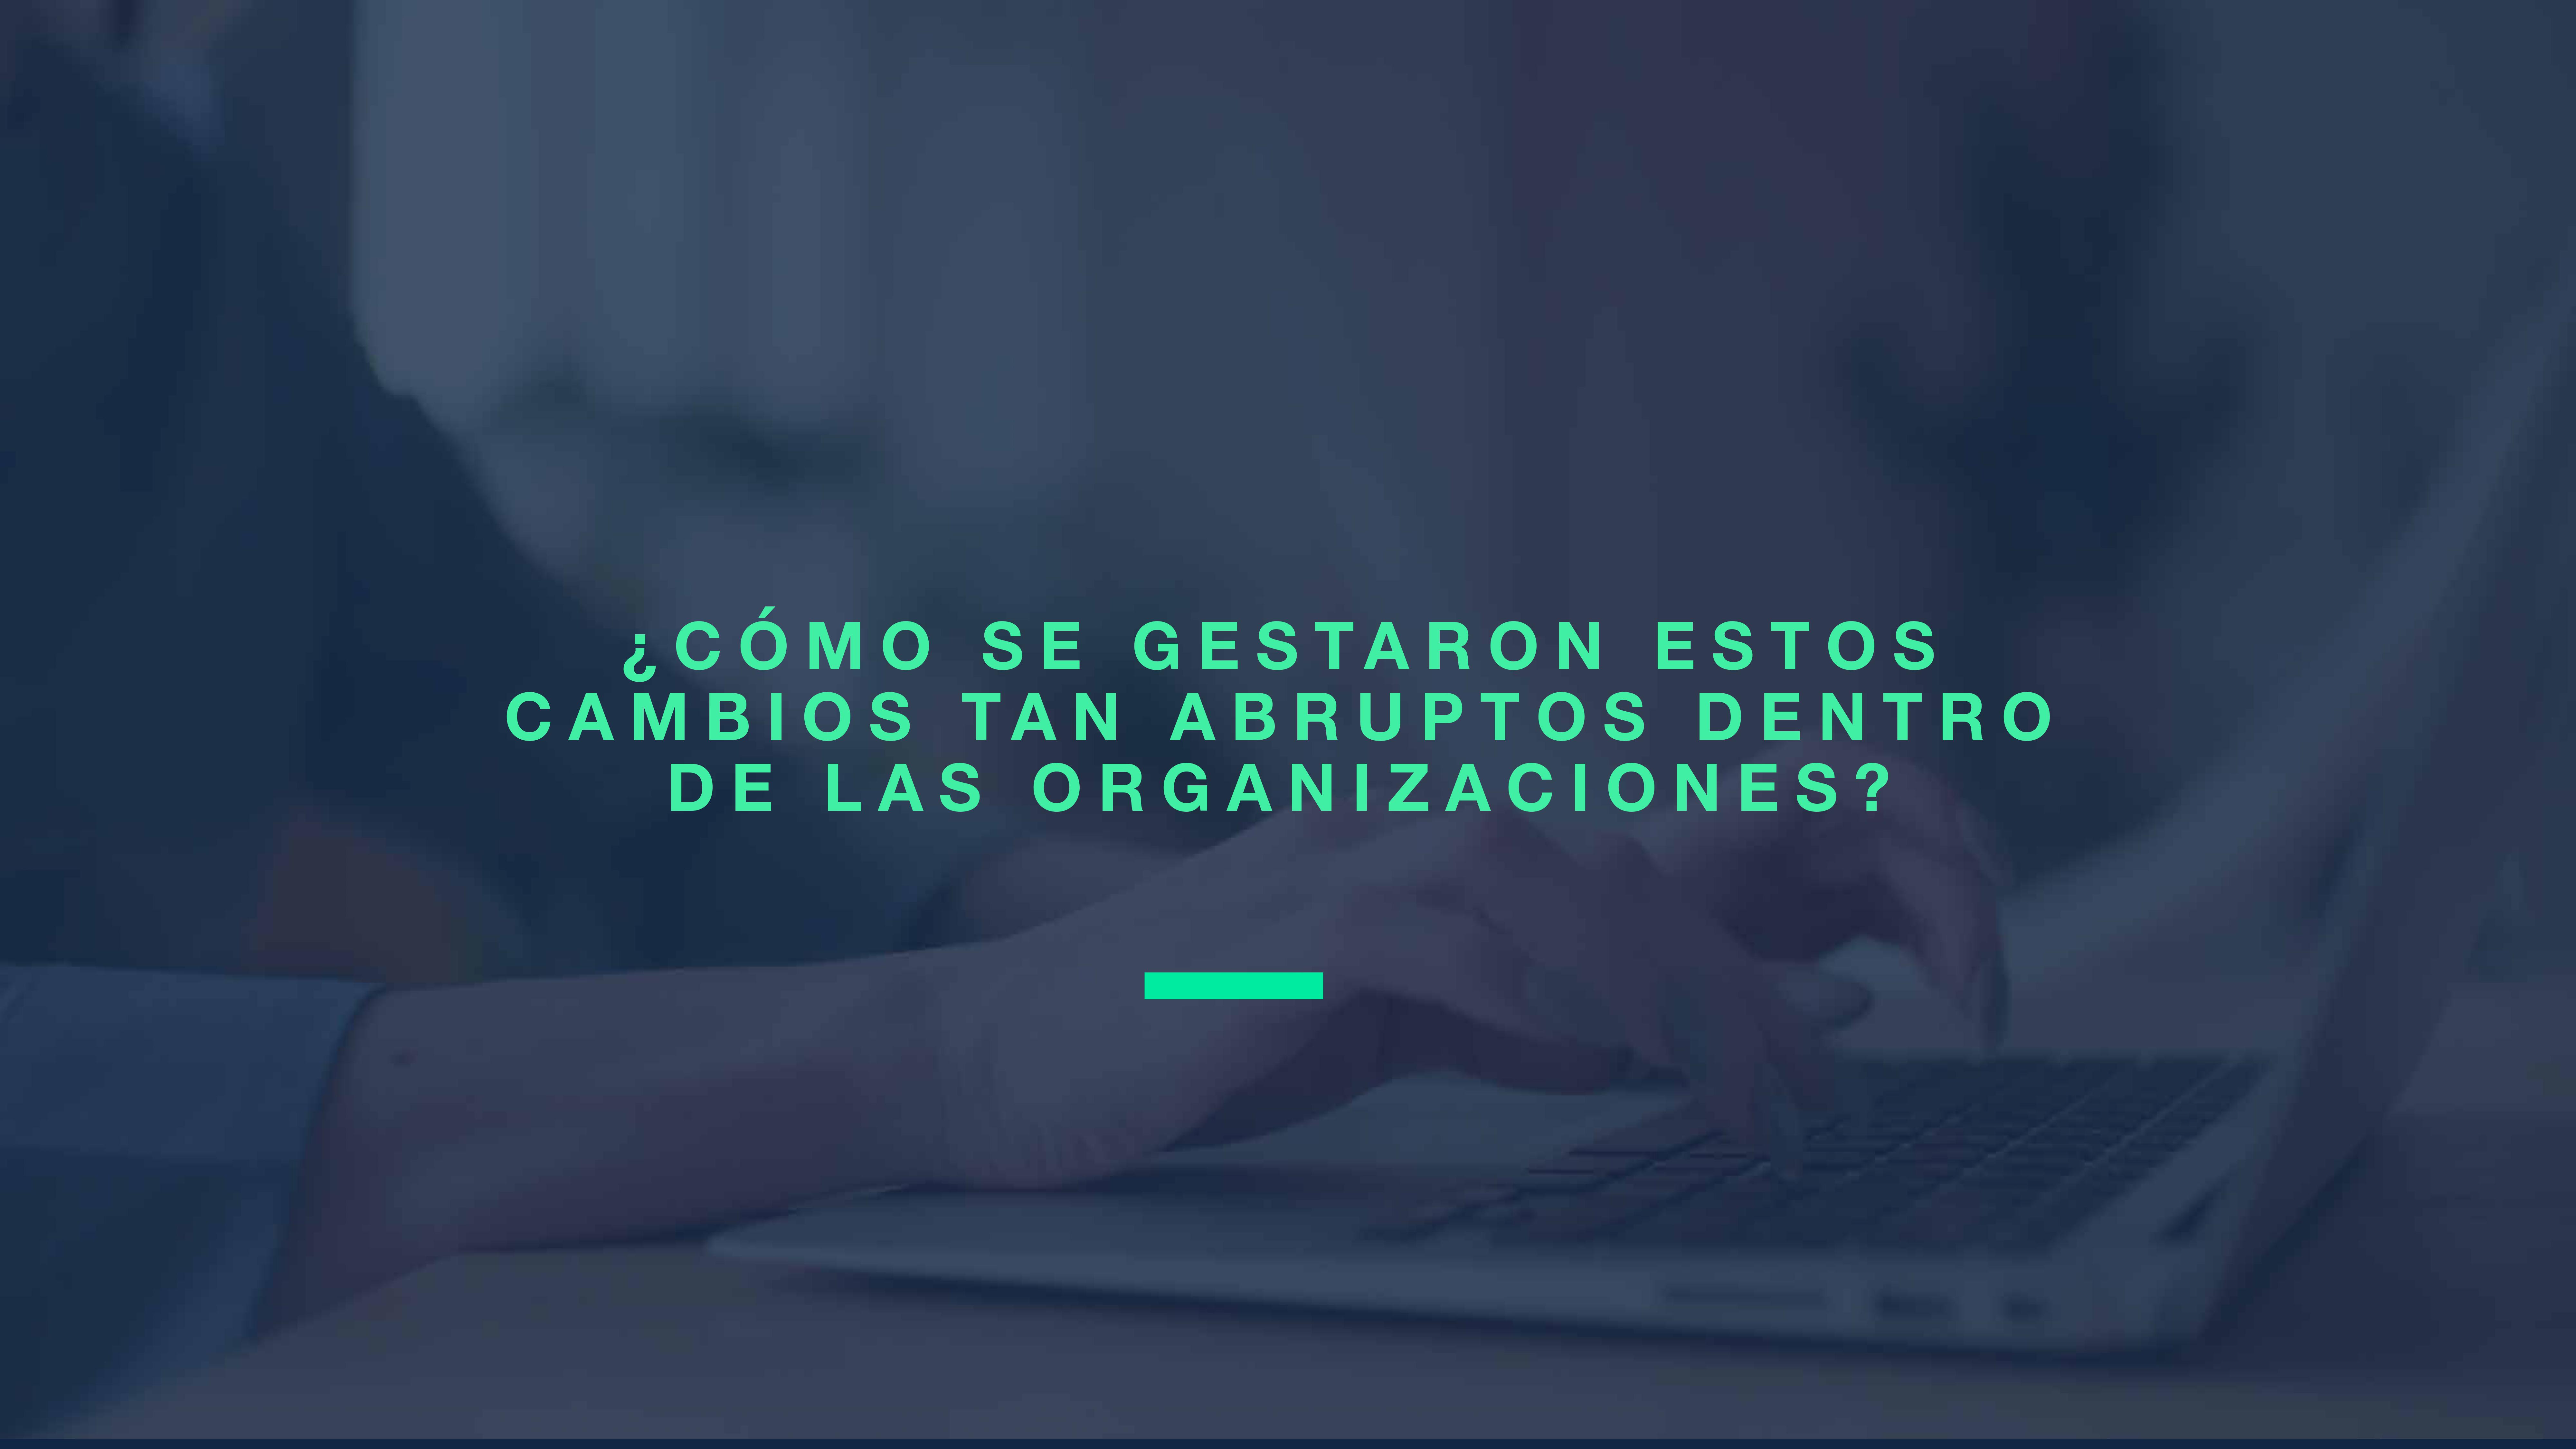 ¿CÓMO SE GESTARON ESTOS
CAMBIOS TAN ABRUPTOS DENTRO
DE LAS ORGANIZACIONES?